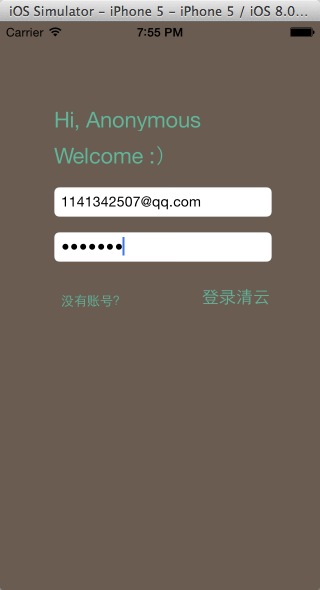 iOS Simulator - iPhone 5 - iPhone 5 / iOS 8.0...
Carrier 7:55 PM
Hi, Anonymous
Welcome :)
1141342507@qq.com
•••••••
没有账号? 登录清云